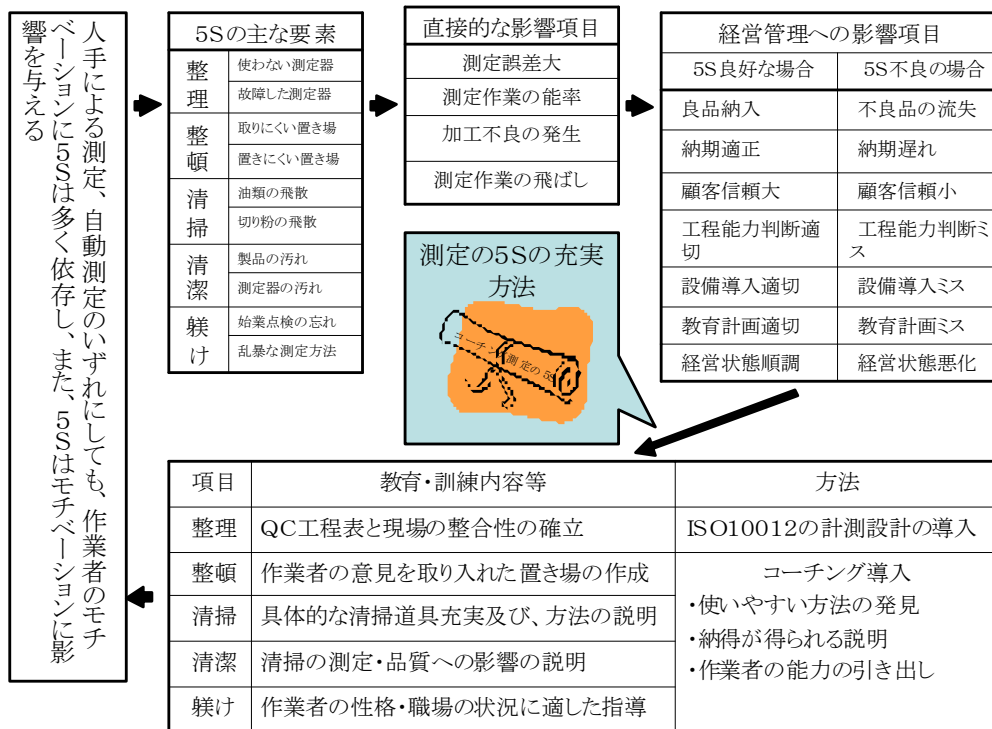 人手による測定、自動測定のいずれにしても、作業者のモチ
ベーションに5Sは多く依存し、また、5Sはモチベーションに影
響を与える
5Sの主な要素
整理
使わない測定器
故障した測定器
整頓
取りにくい置き場
置きにくい置き場
清掃
油類の飛散
切り粉の飛散
清潔
製品の汚れ
測定器の汚れ
躾け
始業点検の忘れ
乱暴な測定方法
直接的な影響項目
測定誤差大
測定作業の能率
加工不良の発生
測定作業の飛ばし
経営管理への影響項目
5S良好な場合 5S不良の場合
良品納入 不良品の流失
納期適正 納期遅れ
顧客信頼大 顧客信頼小
工程能力判断適
切
工程能力判断ミ
ス
設備導入適切 設備導入ミス
教育計画適切 教育計画ミス
経営状態順調 経営状態悪化
測定の5Sの充実
方法
コーチン
測定の5S
項目 教育・訓練内容等 方法
整理 QC工程表と現場の整合性の確立 ISO10012の計測設計の導入
整頓 作業者の意見を取り入れた置き場の作成
清掃 具体的な清掃道具充実及び、方法の説明
清潔 清掃の測定・品質への影響の説明
躾け 作業者の性格・職場の状況に適した指導
コーチング導入
・使いやすい方法の発見
・納得が得られる説明
・作業者の能力の引き出し